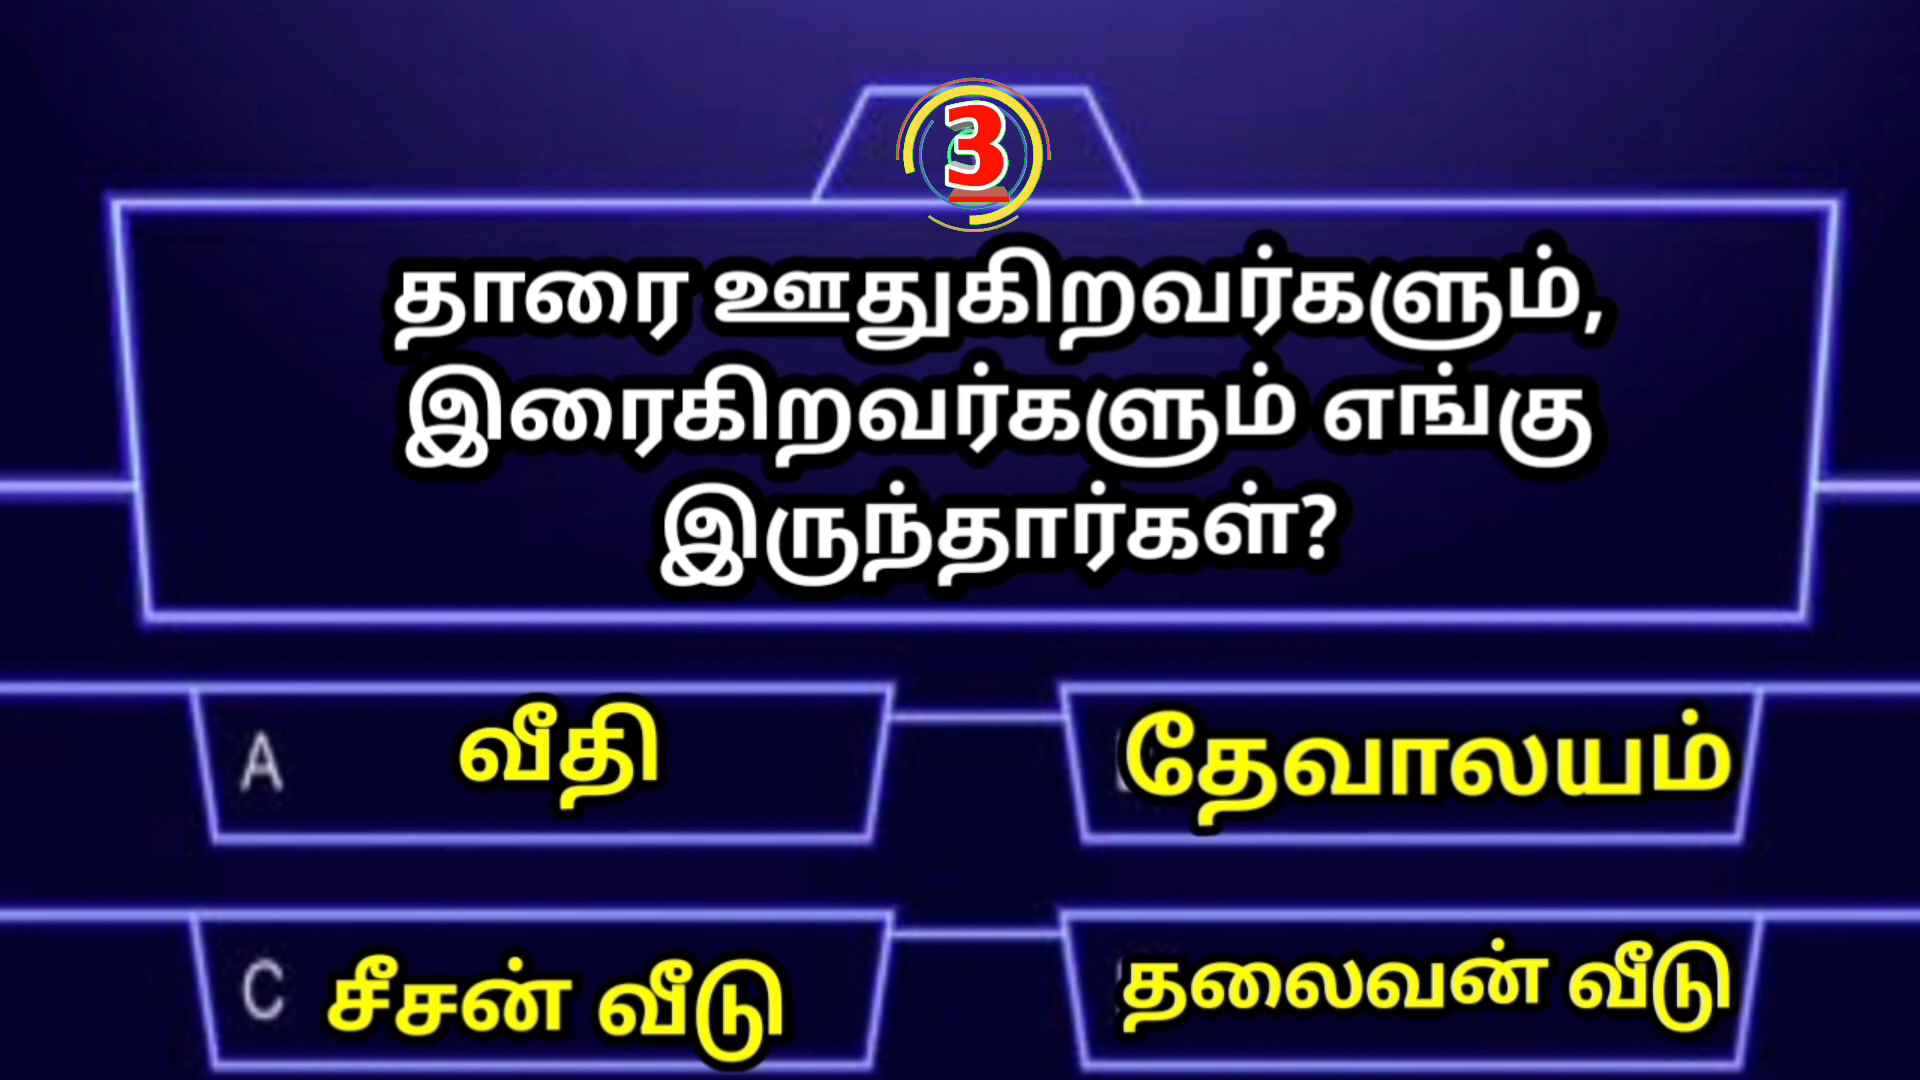 3
தாரை ஊதுகிறவர்களும்,
இரைகிறவர்களும் எங்கு
இருந்தார்கள்?
A வீதி
தேவாலயம்
C சீசன் வீடு
தலைவன் வீடு